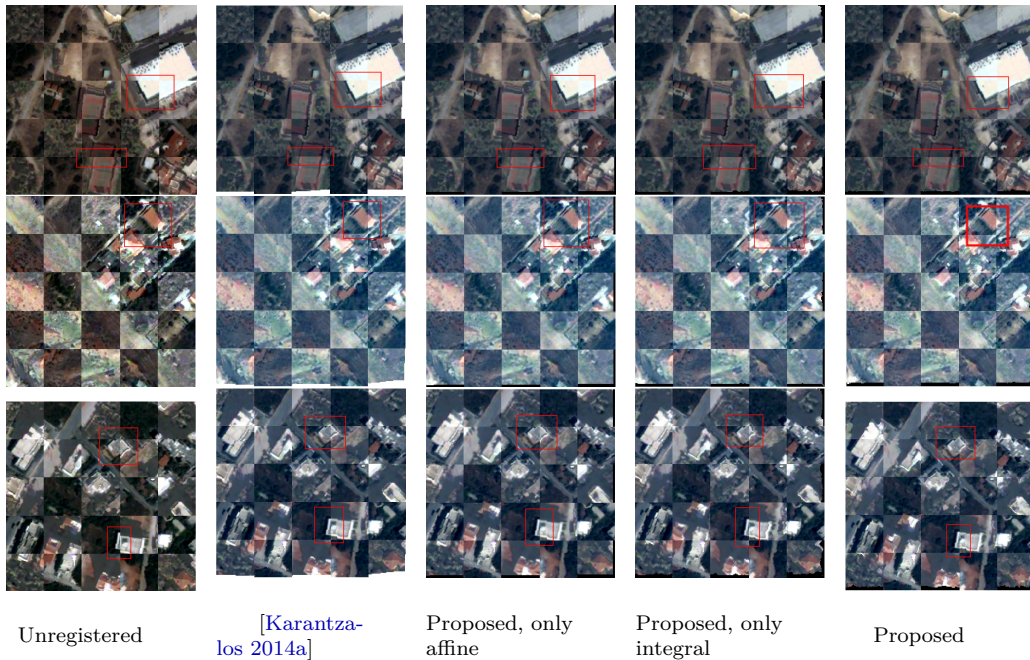 Unregistered
[Karantza-
los 2014a]
Proposed, only
affine
Proposed, only
integral
Proposed